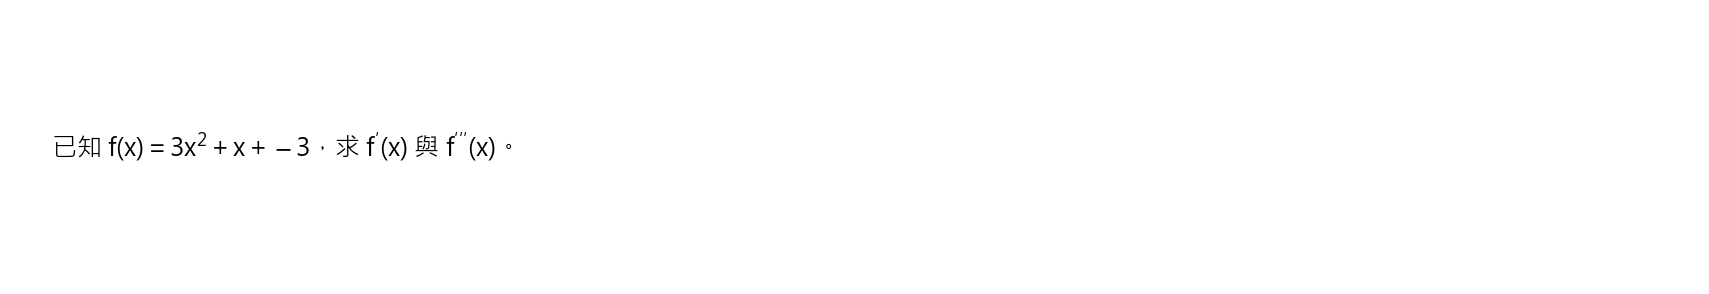 已知 f(x) = 3x² + x + − 3，求 f′(x) 與 f′′′(x)。